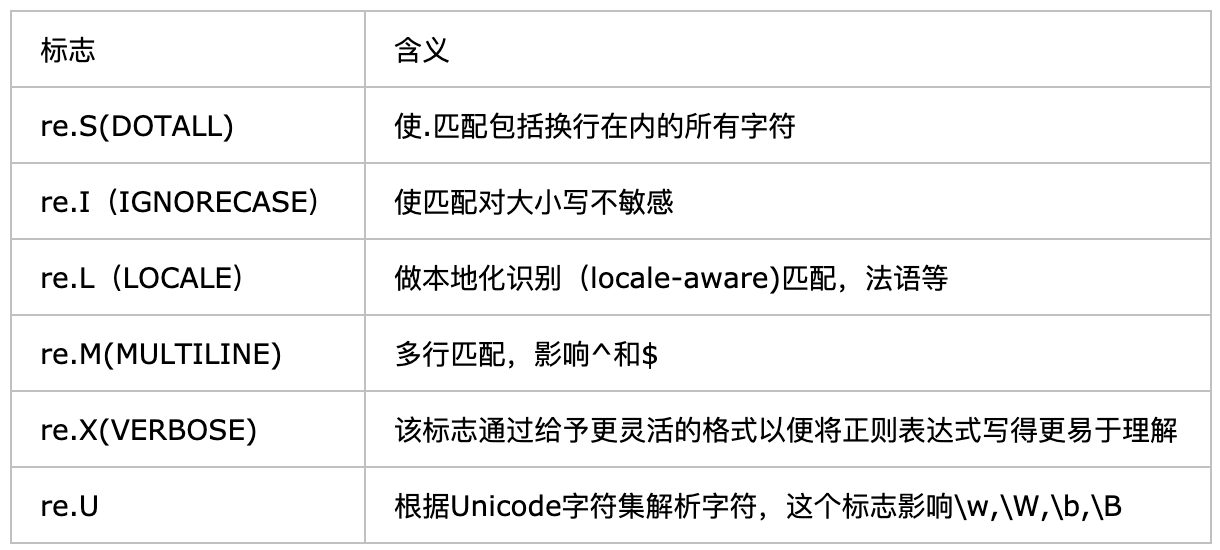 标志 含义
re.S(DOTALL) 使.匹配包括换行在内的所有字符
re.I（IGNORECASE） 使匹配对大小写不敏感
re.L（LOCALE） 做本地化识别（locale-aware)匹配，法语等
re.M(MULTILINE) 多行匹配，影响^和$
re.X(VERBOSE) 该标志通过给予更灵活的格式以便将正则表达式写得更易于理解
re.U 根据Unicode字符集解析字符，这个标志影响\w,\W,\b,\B